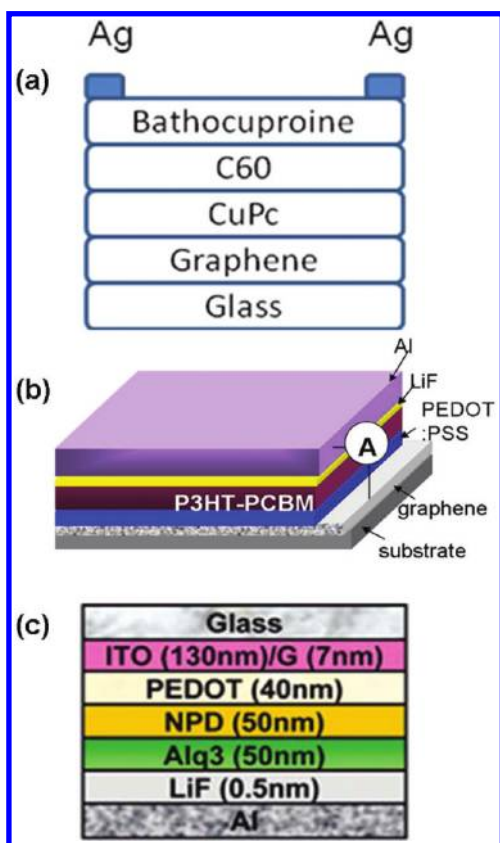 Ag Ag
(a)
Bathocuproine
C60
CuPc
Graphene
Glass
(b)
Al
LiF
PEDOT
:PSS
A
P3HT-PCBM
graphene
substrate
(c)
Glass
ITO (130nm)/G (7nm)
PEDOT (40nm)
NPD (50nm)
Alq3 (50nm)
LiF (0.5nm)
Al